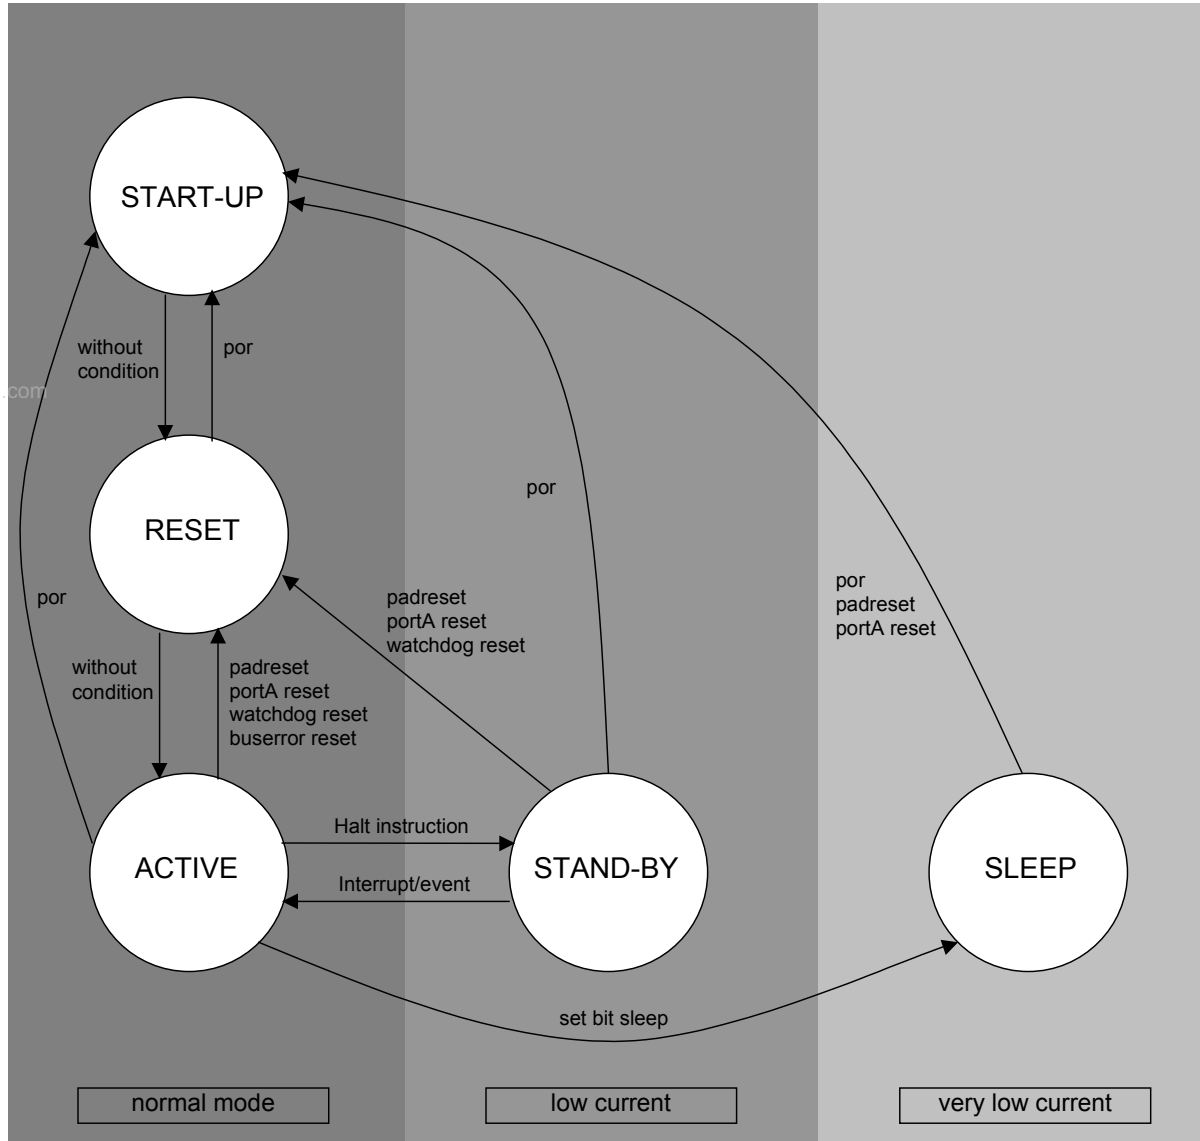 START-UP
without
condition
por
.com
RESET
por
por
padreset
portA reset
watchdog reset
por
padreset
portA reset
without
condition
padreset
portA reset
watchdog reset
buserror reset
Halt instruction
ACTIVE
STAND-BY
SLEEP
Interrupt/event
set bit sleep
normal mode
low current
very low current